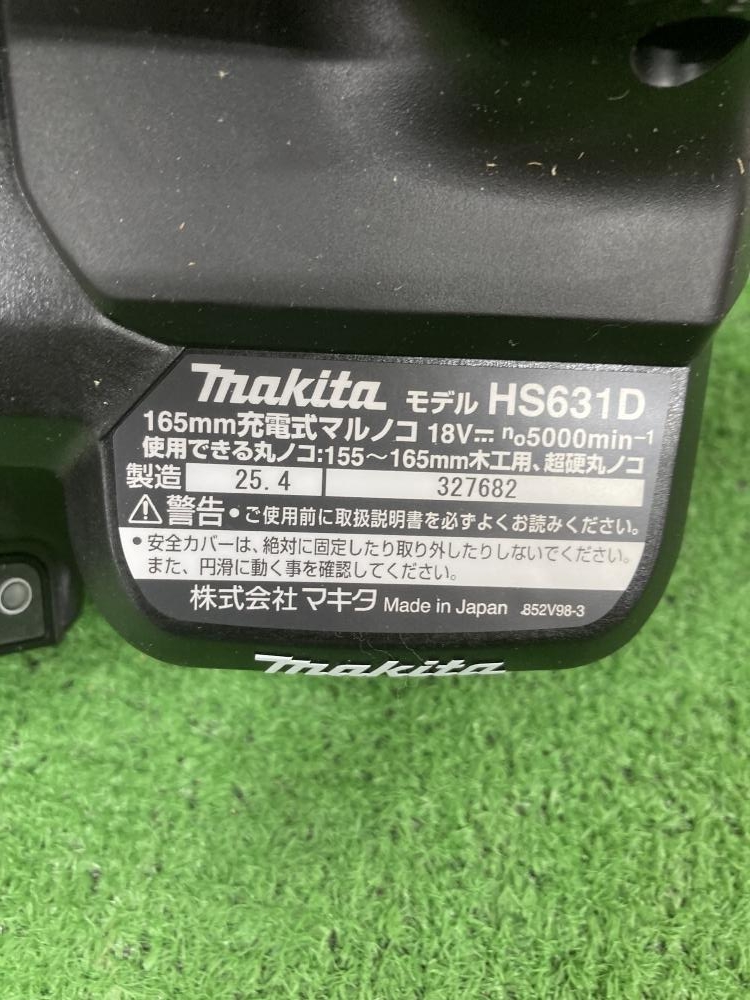 makita モデル HS631D
165mm充電式マルノコ 18V⎓ n₀5000min⁻¹
使用できる丸ノコ:155～165mm木工用、超硬丸ノコ
製造 25.4 327682
⚠警告・ご使用前に取扱説明書を必ずよくお読みください。
・安全カバーは、絶対に固定したり取り外したりしないでください。
また、円滑に動く事を確認してください。
株式会社マキタ Made in Japan 852V98-3
makita